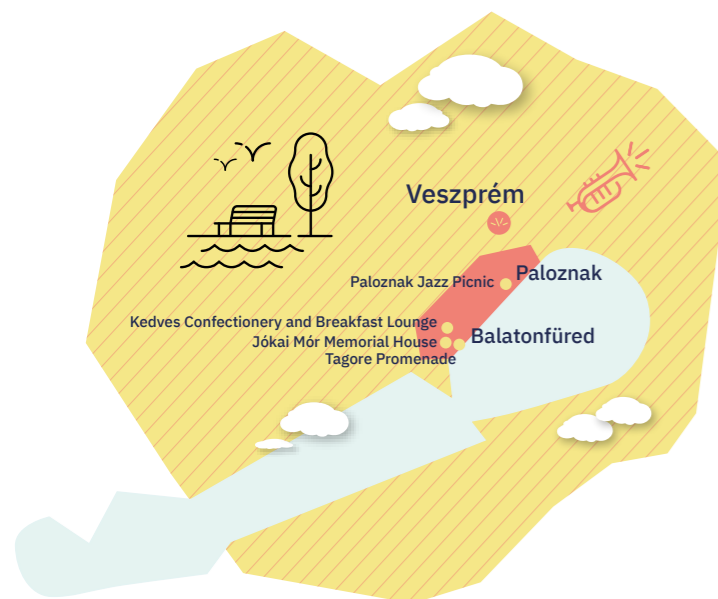 Veszprém
Paloznak
Paloznak Jazz Picnic
Kedves Confectionery and Breakfast Lounge
Jókai Mór Memorial House
Balatonfüred
Tagore Promenade